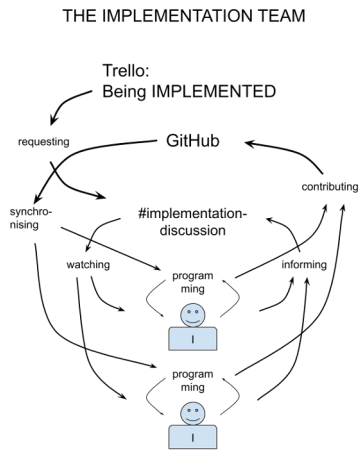 THE IMPLEMENTATION TEAM
Trello:
Being IMPLEMENTED
requesting
GitHub
contributing
synchro-
nising
#implementation-
discussion
watching
informing
program
ming
I
program
ming
I